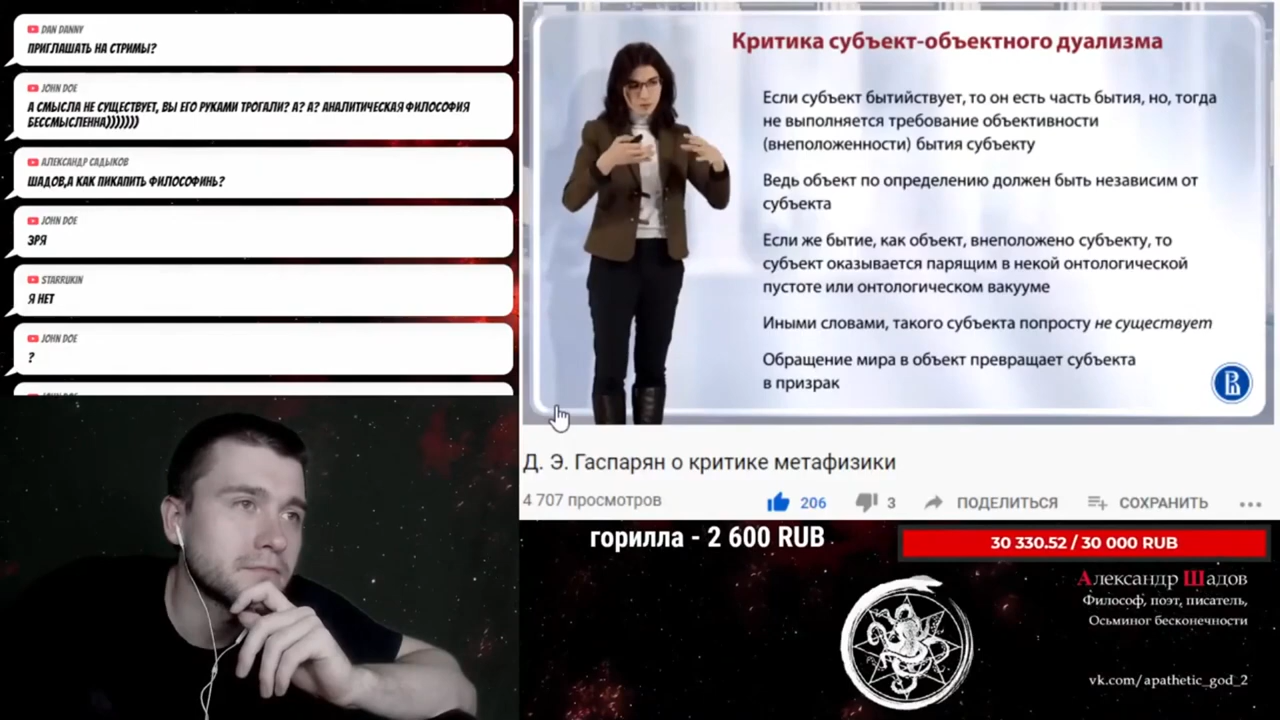 DAN DANNY
ПРИГЛАШАТЬ НА СТРИМЫ?
JOHN DOE
А СМЫСЛА НЕ СУЩЕСТВУЕТ, ВЫ ЕГО РУКАМИ ТРОГАЛИ? А? А? АНАЛИТИЧЕСКАЯ ФИЛОСОФИЯ
БЕССМЫСЛЕННА)))))))
АЛЕКСАНДР САДЫКОВ
ШАДОВ,А КАК ПИКАПИТЬ ФИЛОСОФИНЬ?
JOHN DOE
ЗРЯ
STARRUKIN
Я НЕТ
JOHN DOE
?
Критика субъект-объектного дуализма
Если субъект бытийствует, то он есть часть бытия, но, тогда
не выполняется требование объективности
(внеположенности) бытия субъекту
Ведь объект по определению должен быть независим от
субъекта
Если же бытие, как объект, внеположено субъекту, то
субъект оказывается парящим в некой онтологической
пустоте или онтологическом вакууме
Иными словами, такого субъекта попросту не существует
Обращение мира в объект превращает субъекта
в призрак
Д. Э. Гаспарян о критике метафизики
4 707 просмотров
206
3
ПОДЕЛИТЬСЯ
СОХРАНИТЬ
горилла - 2 600 RUB
30 330.52 / 30 000 RUB
Александр Шадов
Философ, поэт, писатель,
Осьминог бесконечности
vk.com/apathetic_god_2